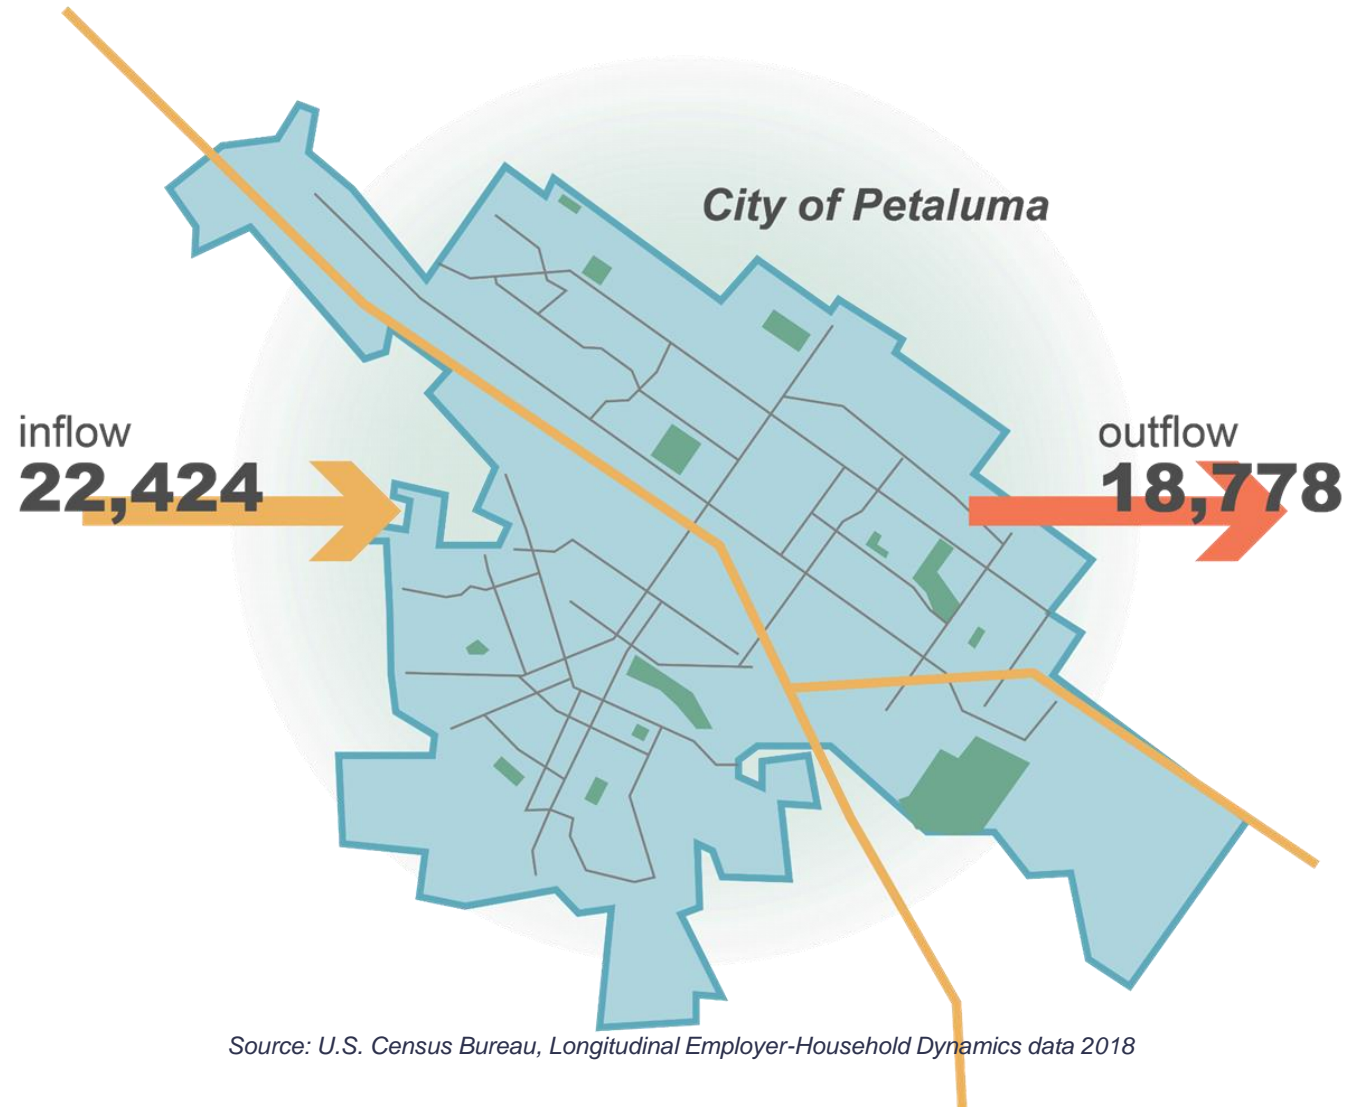 City of Petaluma
inflow
22,424
outflow
18,778
Source: U.S. Census Bureau, Longitudinal Employer-Household Dynamics data 2018